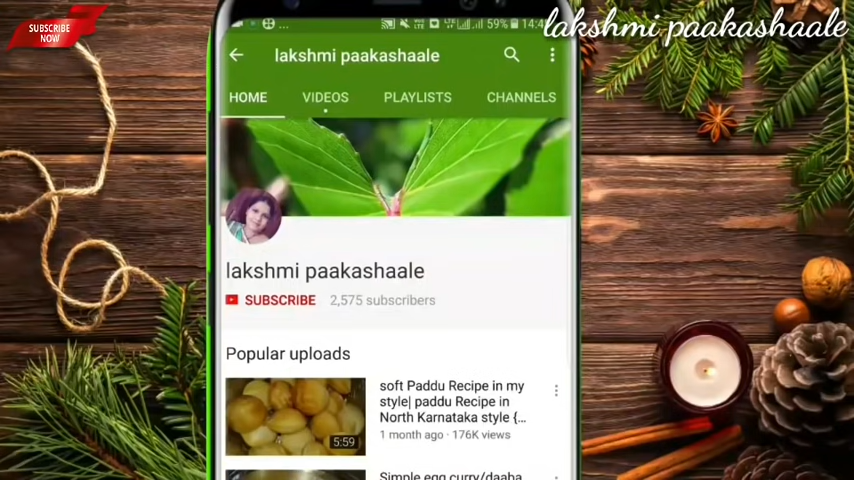 SUBSCRIBE
NOW
lakshmi paakashaale
59% 14:4
lakshmi paakashaale
HOME VIDEOS PLAYLISTS CHANNELS
lakshmi paakashaale
SUBSCRIBE 2,575 subscribers
Popular uploads
soft Paddu Recipe in my
style| paddu Recipe in
North Karnataka style {...
1 month ago · 176K views
5:59
Simple egg curry/daaba